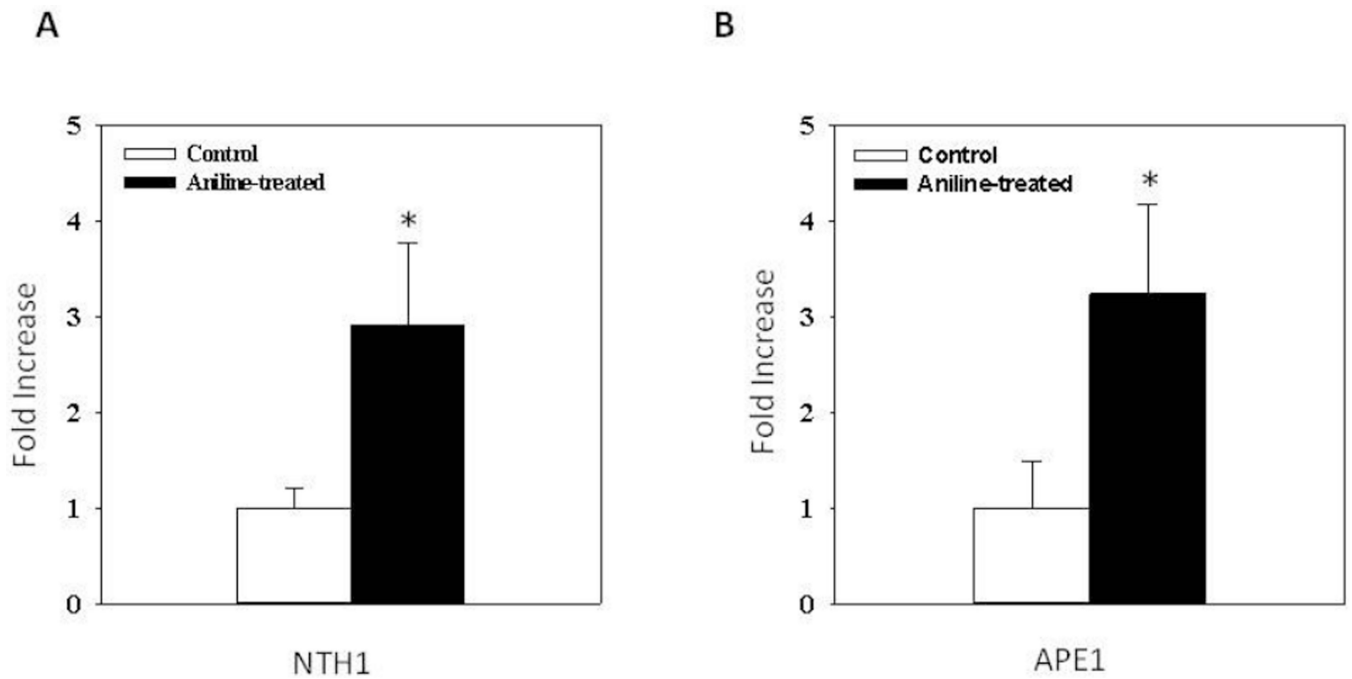 A
5
4
3
2
1
0
Fold Increase
Control
Aniline-treated
*
NTH1
B
5
4
3
2
1
0
Fold Increase
Control
Aniline-treated
*
APE1